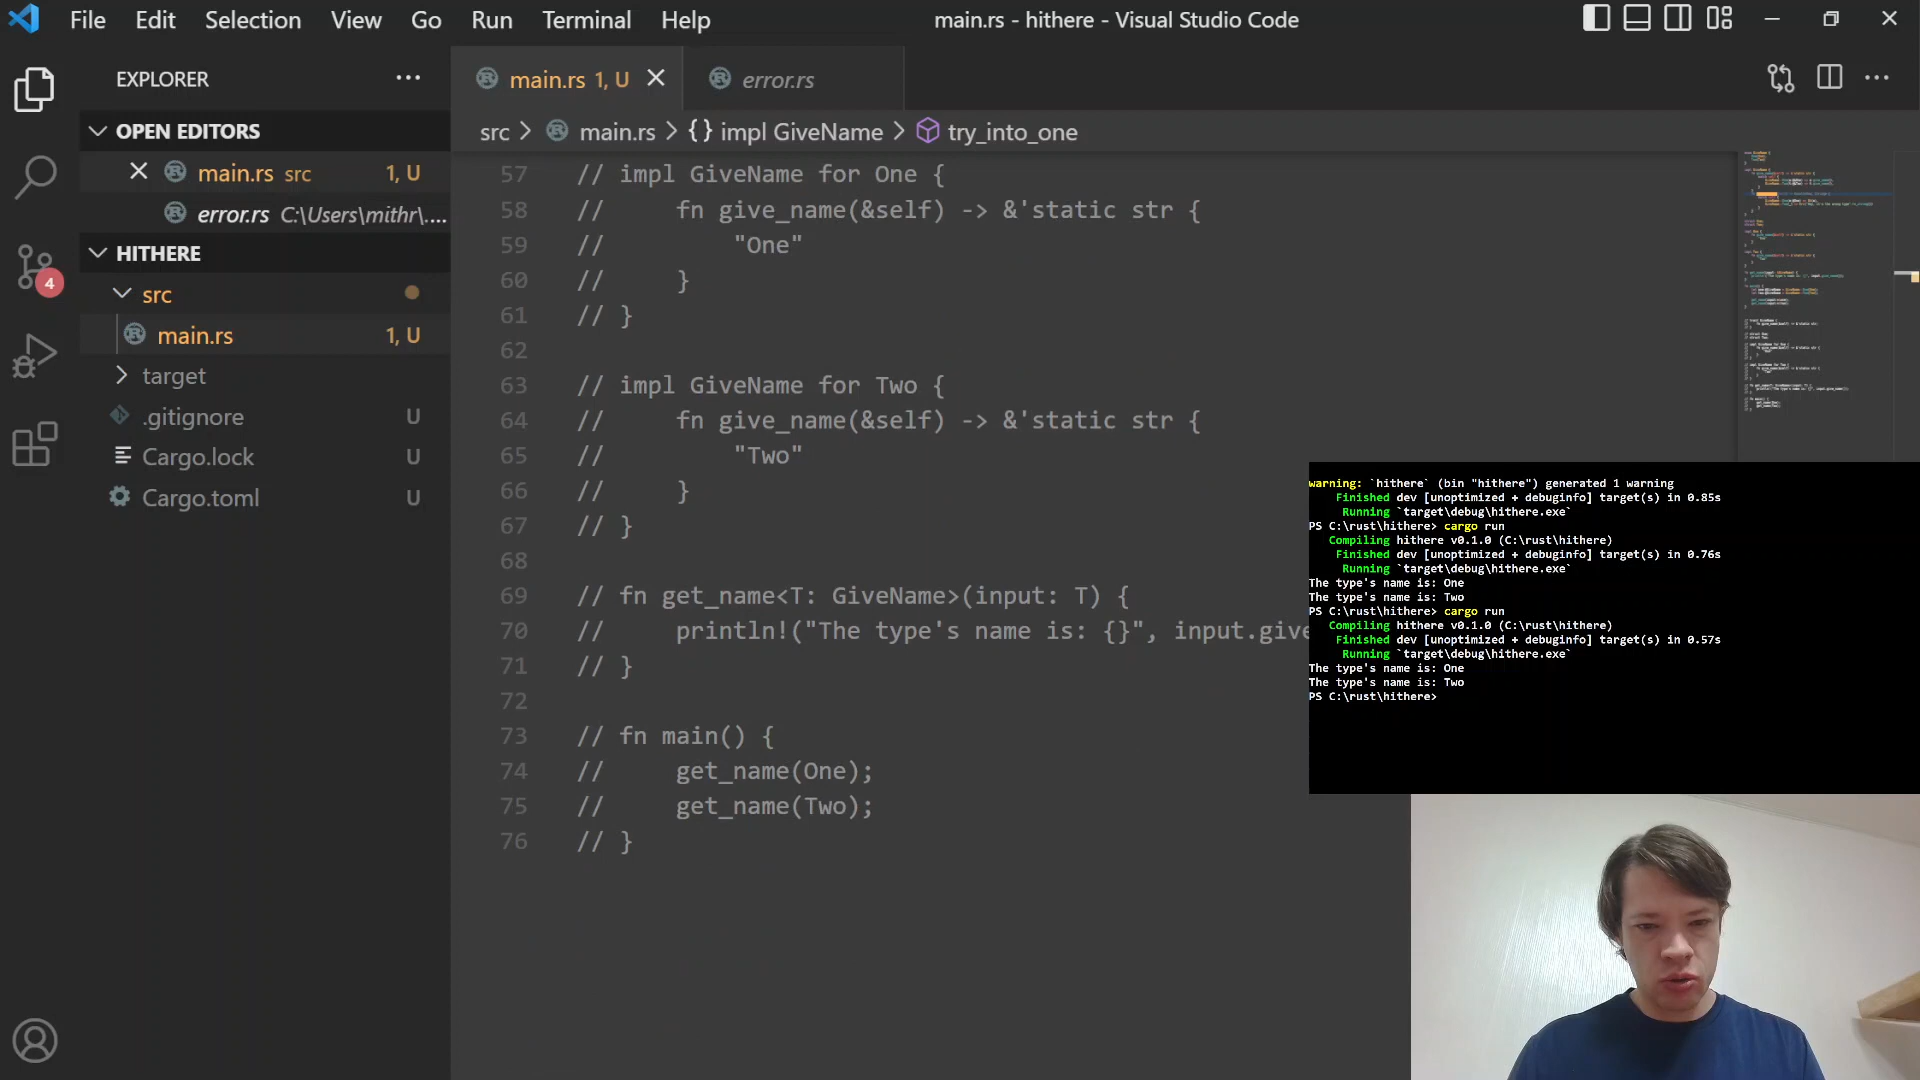 File Edit Selection View Go Run Terminal Help
main.rs - hithere - Visual Studio Code
EXPLORER
OPEN EDITORS
main.rs src 1, U
error.rs C:\Users\mithr\....
HITHERE
src
main.rs 1, U
target
.gitignore U
Cargo.lock U
Cargo.toml U
4
main.rs 1, U
error.rs
src > main.rs > {} impl GiveName > try_into_one
57 // impl GiveName for One {
58 //     fn give_name(&self) -> &'static str {
59 //         "One"
60 //     }
61 // }
62
63 // impl GiveName for Two {
64 //     fn give_name(&self) -> &'static str {
65 //         "Two"
66 //     }
67 // }
68
69 // fn get_name<T: GiveName>(input: T) {
70 //     println!("The type's name is: {}", input.give
71 // }
72
73 // fn main() {
74 //     get_name(One);
75 //     get_name(Two);
76 // }
warning: `hithere` (bin "hithere") generated 1 warning
Finished dev [unoptimized + debuginfo] target(s) in 0.85s
Running `target\debug\hithere.exe`
PS C:\rust\hithere> cargo run
Compiling hithere v0.1.0 (C:\rust\hithere)
Finished dev [unoptimized + debuginfo] target(s) in 0.76s
Running `target\debug\hithere.exe`
The type's name is: One
The type's name is: Two
PS C:\rust\hithere> cargo run
Compiling hithere v0.1.0 (C:\rust\hithere)
Finished dev [unoptimized + debuginfo] target(s) in 0.57s
Running `target\debug\hithere.exe`
The type's name is: One
The type's name is: Two
PS C:\rust\hithere>